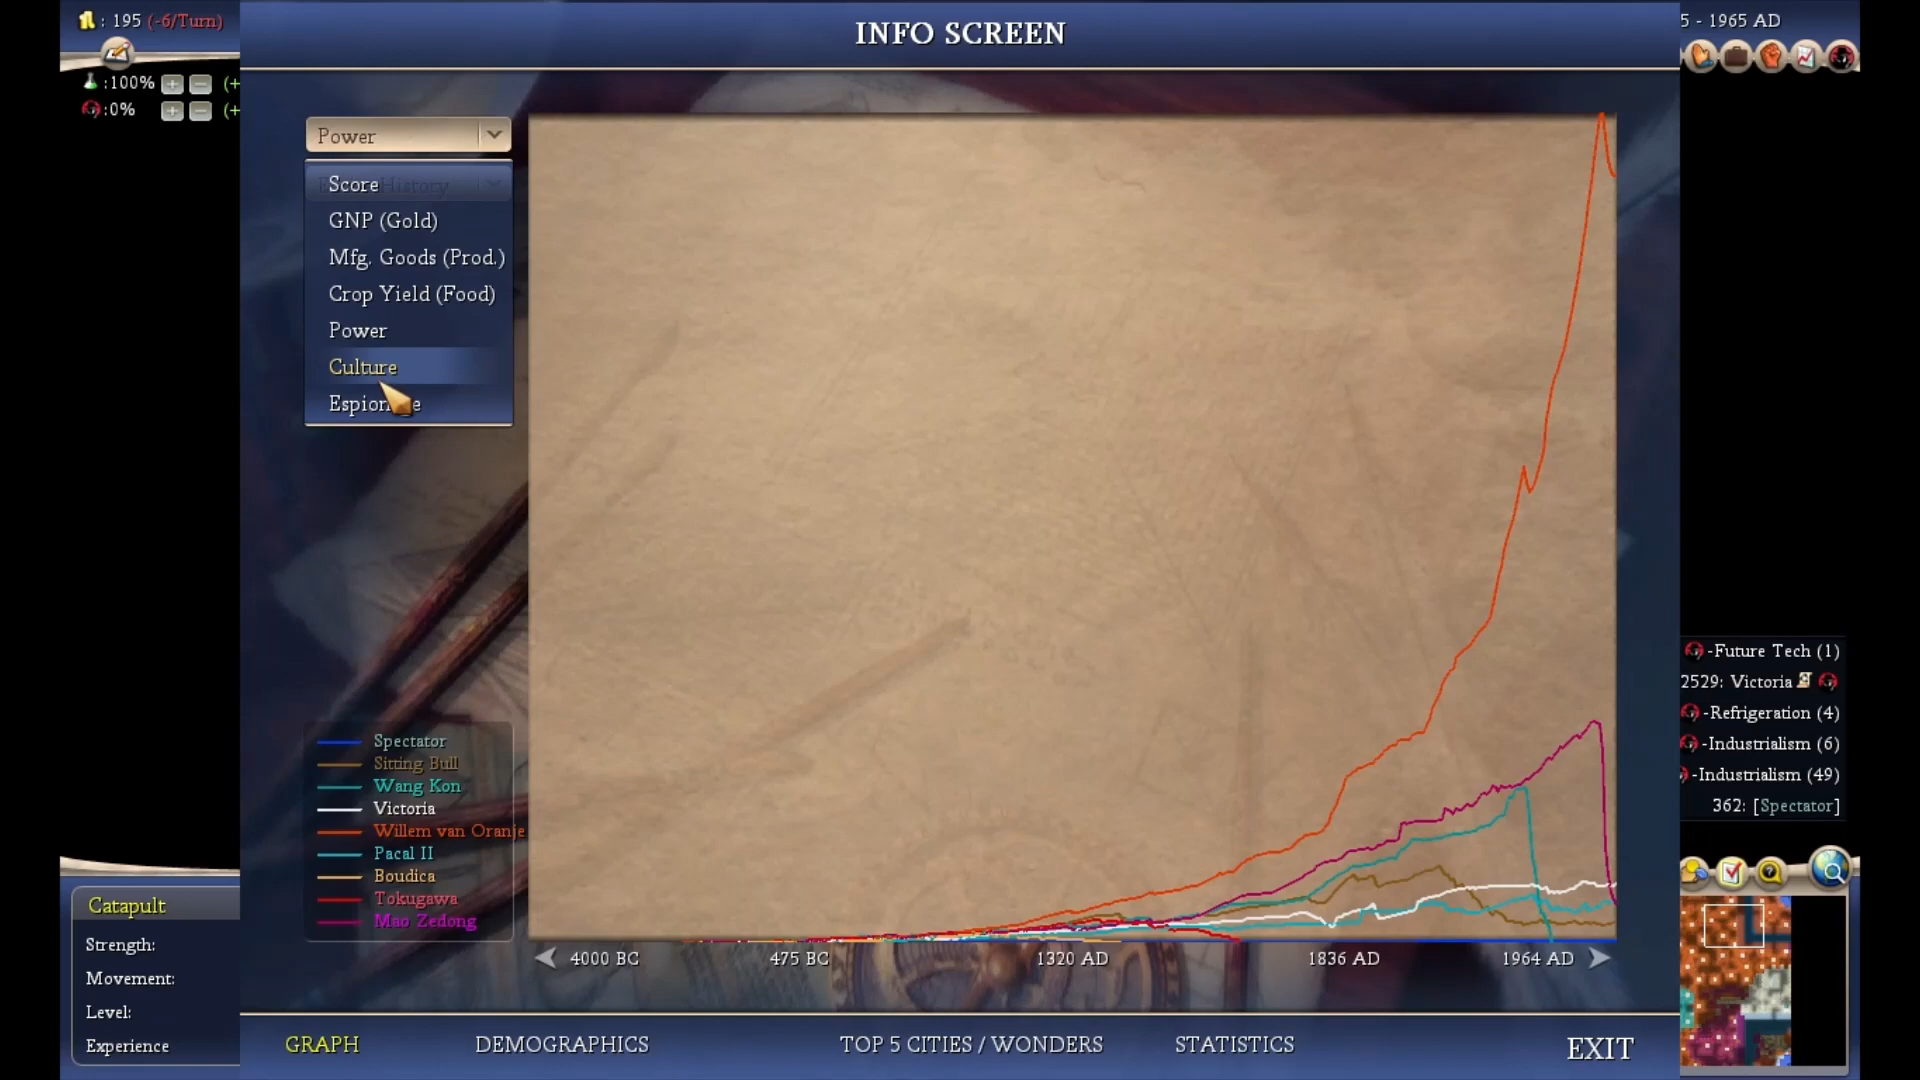 : 195 (-6/Turn)
INFO SCREEN
5 - 1965 AD
:100%
:0%
Power
Score
GNP (Gold)
Mfg. Goods (Prod.)
Crop Yield (Food)
Power
Culture
Spectator
Sitting Bull
Wang Kon
Victoria
Willem van Oranje
Pacal II
Boudica
Tokugawa
Mao Zedong
4000 BC
475 BC
1320 AD
1836 AD
1964 AD
-Future Tech (1)
2529: Victoria
-Refrigeration (4)
-Industrialism (6)
-Industrialism (49)
362: [Spectator]
Catapult
Strength:
Movement:
Level:
Experience
GRAPH
DEMOGRAPHICS
TOP 5 CITIES / WONDERS
STATISTICS
EXIT